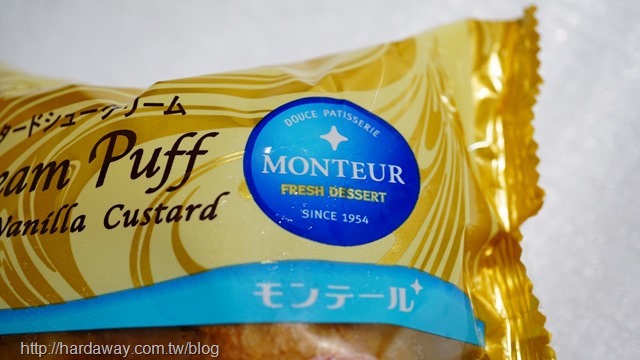 タードシュークリーム
eam Puff
Vanilla Custard
DOUCE PATISSERIE
MONTEUR
FRESH DESSERT
SINCE 1954
モンテール
http://hardaway.com.tw/blog